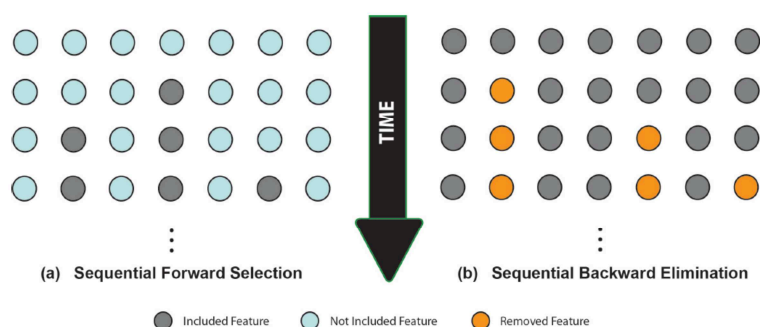 TIME
(a) Sequential Forward Selection
(b) Sequential Backward Elimination
Included Feature
Not Included Feature
Removed Feature